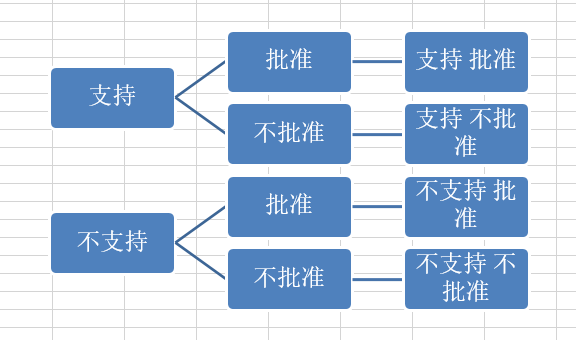 支持
批准
支持 批准
不批准
支持 不批
准
不支持
批准
不支持 批
准
不批准
不支持 不
批准